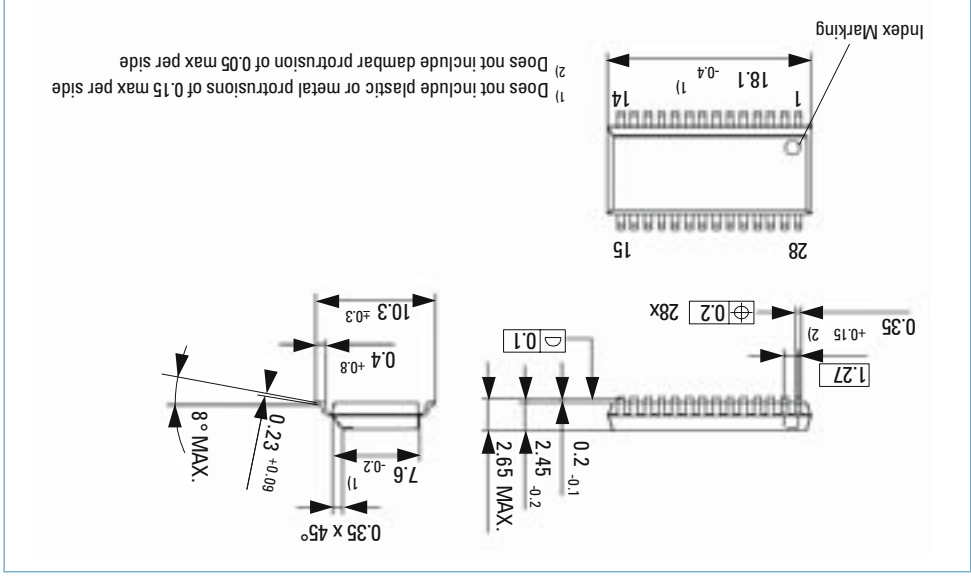 2.65 MAX.
2.45 -0.2
0.2 -0.1
0.35 x 45°
7.6 -0.2 1)
0.23 +0.09
8° MAX.
1.27
0.35 +0.15 2)
0.2 28x
0.1
0.4 +0.8
10.3 ±0.3
28 15
1 14
18.1 -0.4 1)
Index Marking
1) Does not include plastic or metal protrusions of 0.15 max per side
2) Does not include dambar protrusion of 0.05 max per side